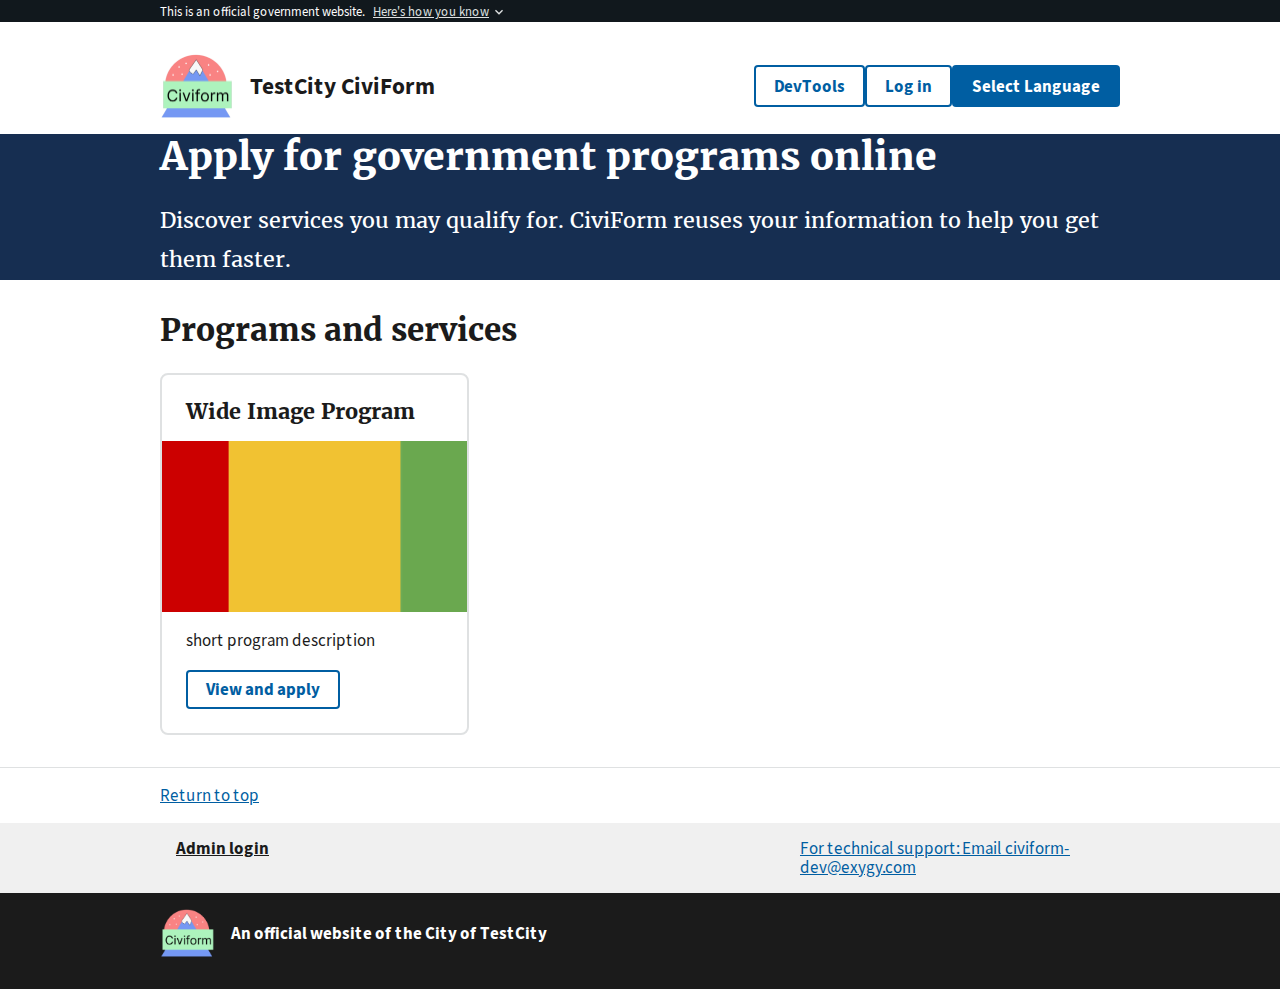 This is an official government website. Here's how you know
Civiform
TestCity CiviForm
DevTools
Log in
Select Language
Apply for government programs online
Discover services you may qualify for. CiviForm reuses your information to help you get
them faster.
Programs and services
Wide Image Program
short program description
View and apply
Return to top
Admin login
For technical support: Email civiform-
dev@exygy.com
Civiform
An official website of the City of TestCity